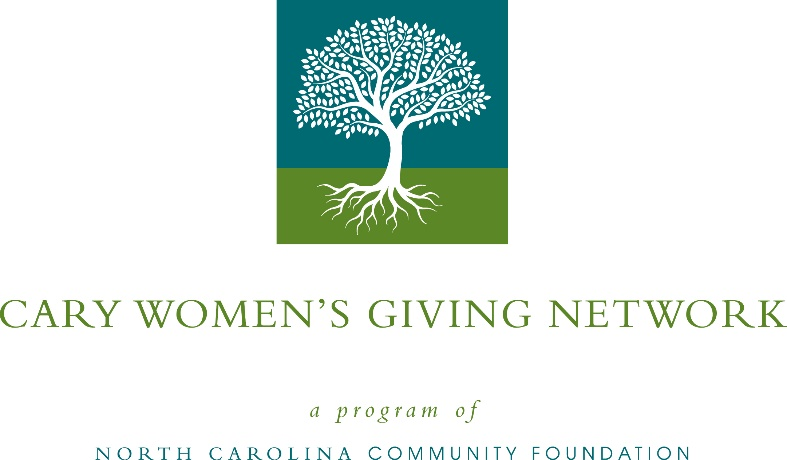 CARY WOMEN’S GIVING NETWORK
a program of
NORTH CAROLINA COMMUNITY FOUNDATION